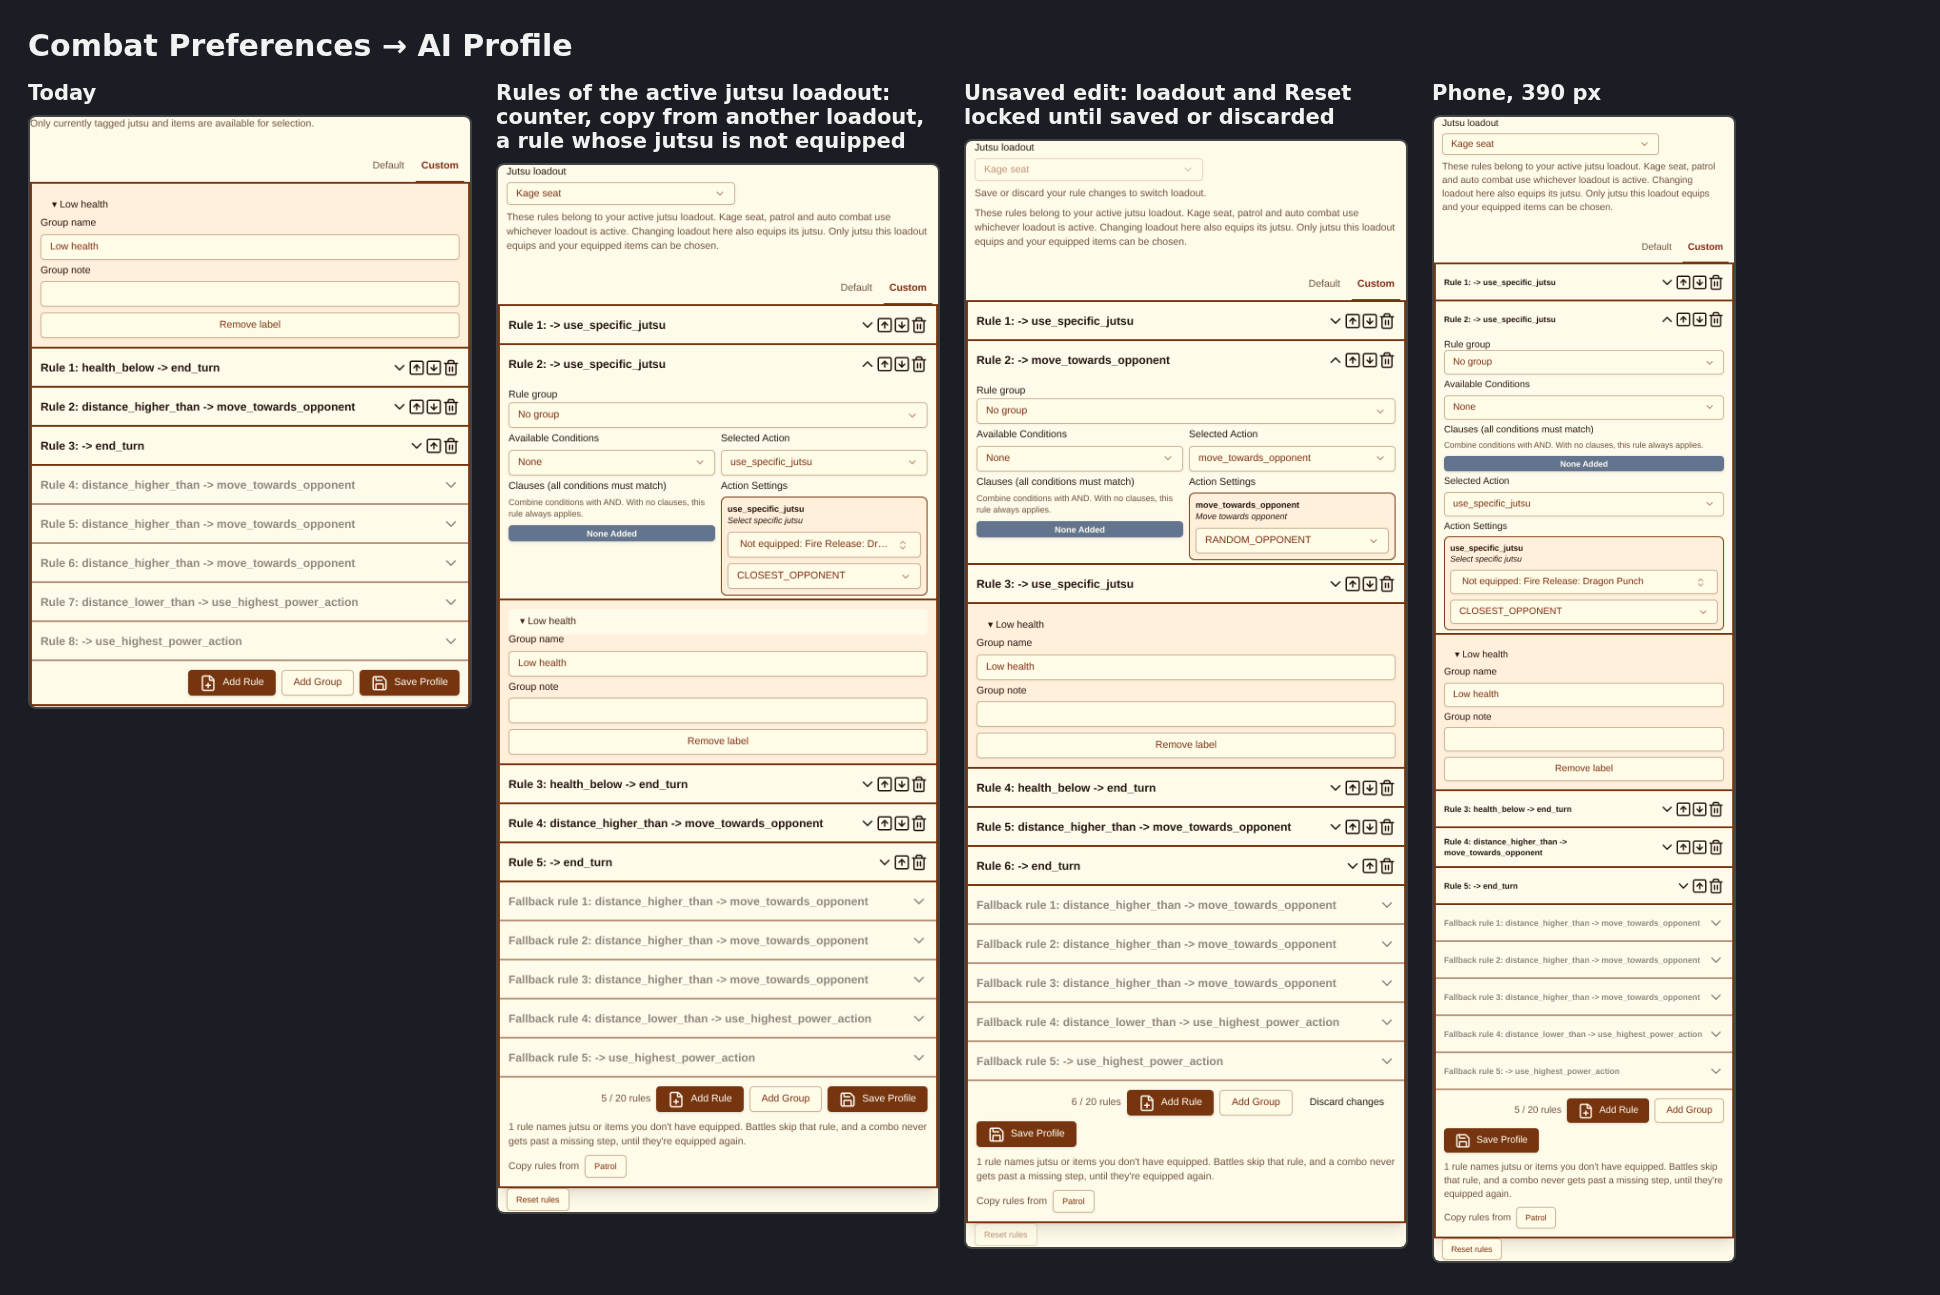 Combat Preferences → AI Profile
Today
Only currently tagged jutsu and items are available for selection.
Default
Custom
▾ Low health
Group name
Low health
Group note
Remove label
Rule 1: health_below -> end_turn
Rule 2: distance_higher_than -> move_towards_opponent
Rule 3: -> end_turn
Rule 4: distance_higher_than -> move_towards_opponent
Rule 5: distance_higher_than -> move_towards_opponent
Rule 6: distance_higher_than -> move_towards_opponent
Rule 7: distance_lower_than -> use_highest_power_action
Rule 8: -> use_highest_power_action
Add Rule
Add Group
Save Profile
Rules of the active jutsu loadout:
counter, copy from another loadout,
a rule whose jutsu is not equipped
Jutsu loadout
Kage seat
These rules belong to your active jutsu loadout. Kage seat, patrol and auto combat use
whichever loadout is active. Changing loadout here also equips its jutsu. Only jutsu this loadout
equips and your equipped items can be chosen.
Default
Custom
Rule 1: -> use_specific_jutsu
Rule 2: -> use_specific_jutsu
Rule group
No group
Available Conditions
None
Clauses (all conditions must match)
Combine conditions with AND. With no clauses, this
rule always applies.
None Added
Selected Action
use_specific_jutsu
Action Settings
use_specific_jutsu
Select specific jutsu
Not equipped: Fire Release: Dr...
CLOSEST_OPPONENT
▾ Low health
Group name
Low health
Group note
Remove label
Rule 3: health_below -> end_turn
Rule 4: distance_higher_than -> move_towards_opponent
Rule 5: -> end_turn
Fallback rule 1: distance_higher_than -> move_towards_opponent
Fallback rule 2: distance_higher_than -> move_towards_opponent
Fallback rule 3: distance_higher_than -> move_towards_opponent
Fallback rule 4: distance_lower_than -> use_highest_power_action
Fallback rule 5: -> use_highest_power_action
5 / 20 rules
Add Rule
Add Group
Save Profile
1 rule names jutsu or items you don't have equipped. Battles skip that rule, and a combo never
gets past a missing step, until they're equipped again.
Copy rules from
Patrol
Reset rules
Unsaved edit: loadout and Reset
locked until saved or discarded
Jutsu loadout
Kage seat
Save or discard your rule changes to switch loadout.
These rules belong to your active jutsu loadout. Kage seat, patrol and auto combat use
whichever loadout is active. Changing loadout here also equips its jutsu. Only jutsu this loadout
equips and your equipped items can be chosen.
Default
Custom
Rule 1: -> use_specific_jutsu
Rule 2: -> move_towards_opponent
Rule group
No group
Available Conditions
None
Clauses (all conditions must match)
Combine conditions with AND. With no clauses, this
rule always applies.
None Added
Selected Action
move_towards_opponent
Action Settings
move_towards_opponent
Move towards opponent
RANDOM_OPPONENT
Rule 3: -> use_specific_jutsu
▾ Low health
Group name
Low health
Group note
Remove label
Rule 4: health_below -> end_turn
Rule 5: distance_higher_than -> move_towards_opponent
Rule 6: -> end_turn
Fallback rule 1: distance_higher_than -> move_towards_opponent
Fallback rule 2: distance_higher_than -> move_towards_opponent
Fallback rule 3: distance_higher_than -> move_towards_opponent
Fallback rule 4: distance_lower_than -> use_highest_power_action
Fallback rule 5: -> use_highest_power_action
6 / 20 rules
Add Rule
Add Group
Discard changes
Save Profile
1 rule names jutsu or items you don't have equipped. Battles skip that rule, and a combo never
gets past a missing step, until they're equipped again.
Copy rules from
Patrol
Reset rules
Phone, 390 px
Jutsu loadout
Kage seat
These rules belong to your active jutsu loadout. Kage seat, patrol
and auto combat use whichever loadout is active. Changing
loadout here also equips its jutsu. Only jutsu this loadout equips
and your equipped items can be chosen.
Default
Custom
Rule 1: -> use_specific_jutsu
Rule 2: -> use_specific_jutsu
Rule group
No group
Available Conditions
None
Clauses (all conditions must match)
Combine conditions with AND. With no clauses, this rule always applies.
None Added
Selected Action
use_specific_jutsu
Action Settings
use_specific_jutsu
Select specific jutsu
Not equipped: Fire Release: Dragon Punch
CLOSEST_OPPONENT
▾ Low health
Group name
Low health
Group note
Remove label
Rule 3: health_below -> end_turn
Rule 4: distance_higher_than ->
move_towards_opponent
Rule 5: -> end_turn
Fallback rule 1: distance_higher_than -> move_towards_opponent
Fallback rule 2: distance_higher_than -> move_towards_opponent
Fallback rule 3: distance_higher_than -> move_towards_opponent
Fallback rule 4: distance_lower_than -> use_highest_power_action
Fallback rule 5: -> use_highest_power_action
5 / 20 rules
Add Rule
Add Group
Save Profile
1 rule names jutsu or items you don't have equipped. Battles skip
that rule, and a combo never gets past a missing step, until they're
equipped again.
Copy rules from
Patrol
Reset rules